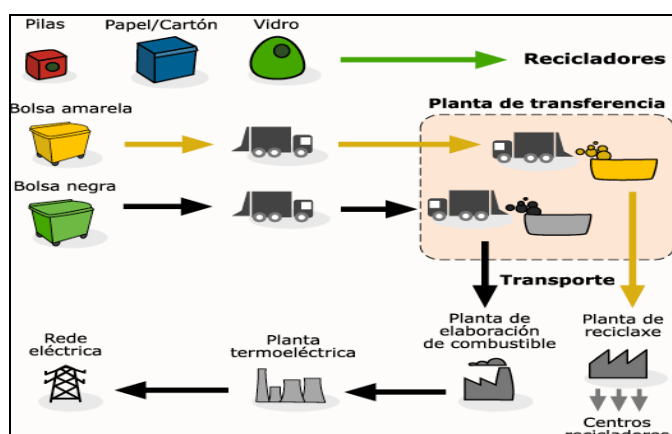 Pilas
Papel/Cartón
Vidro
Recicladores
Bolsa amarela
Planta de transferencia
Bolsa negra
Transporte
Rede
eléctrica
Planta
termoeléctrica
Planta de
elaboración
de combustible
Planta de
reciclaxe
Centros
recicladores